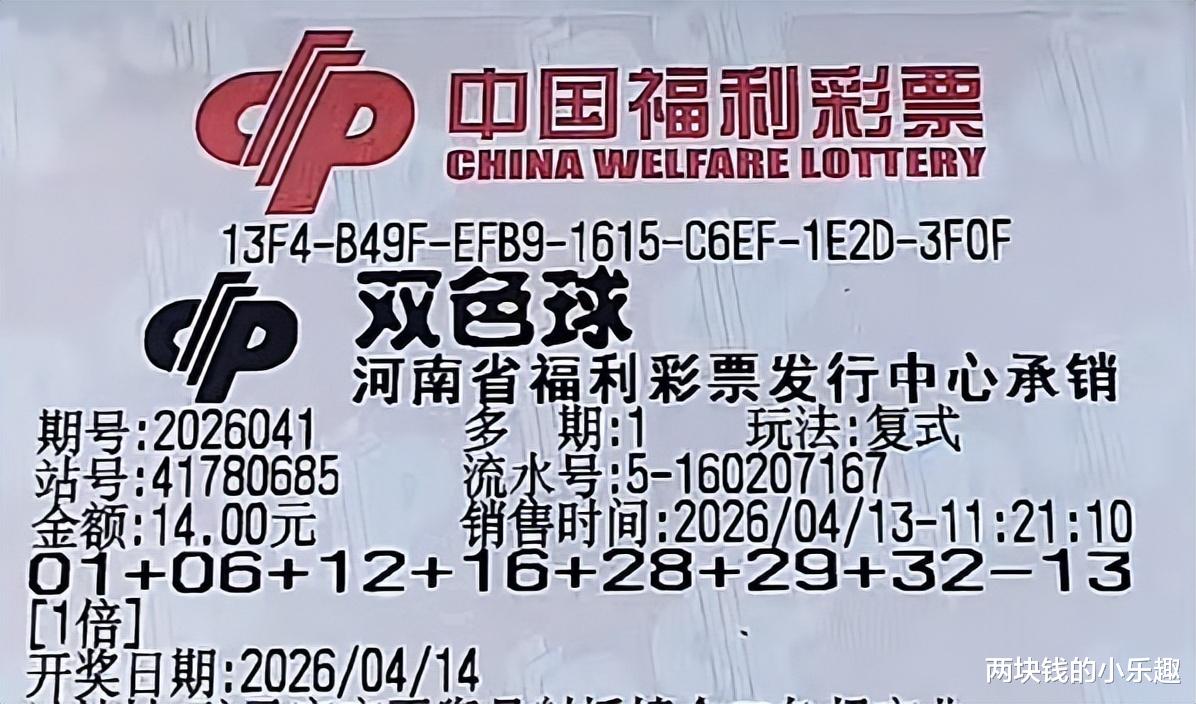 中国福利彩票
CHINA WELFARE LOTTERY
13F4-B49F-EFB9-1615-C6EF-1E2D-3F0F
双色球
河南省福利彩票发行中心承销
期号:2026041 多 期:1 玩法:复式
站号:41780685 流水号:5-160207167
金额:14.00元 销售时间:2026/04/13-11:21:10
01+06+12+16+28+29+32-13
[1倍]
开奖日期:2026/04/14
两块钱的小乐趣